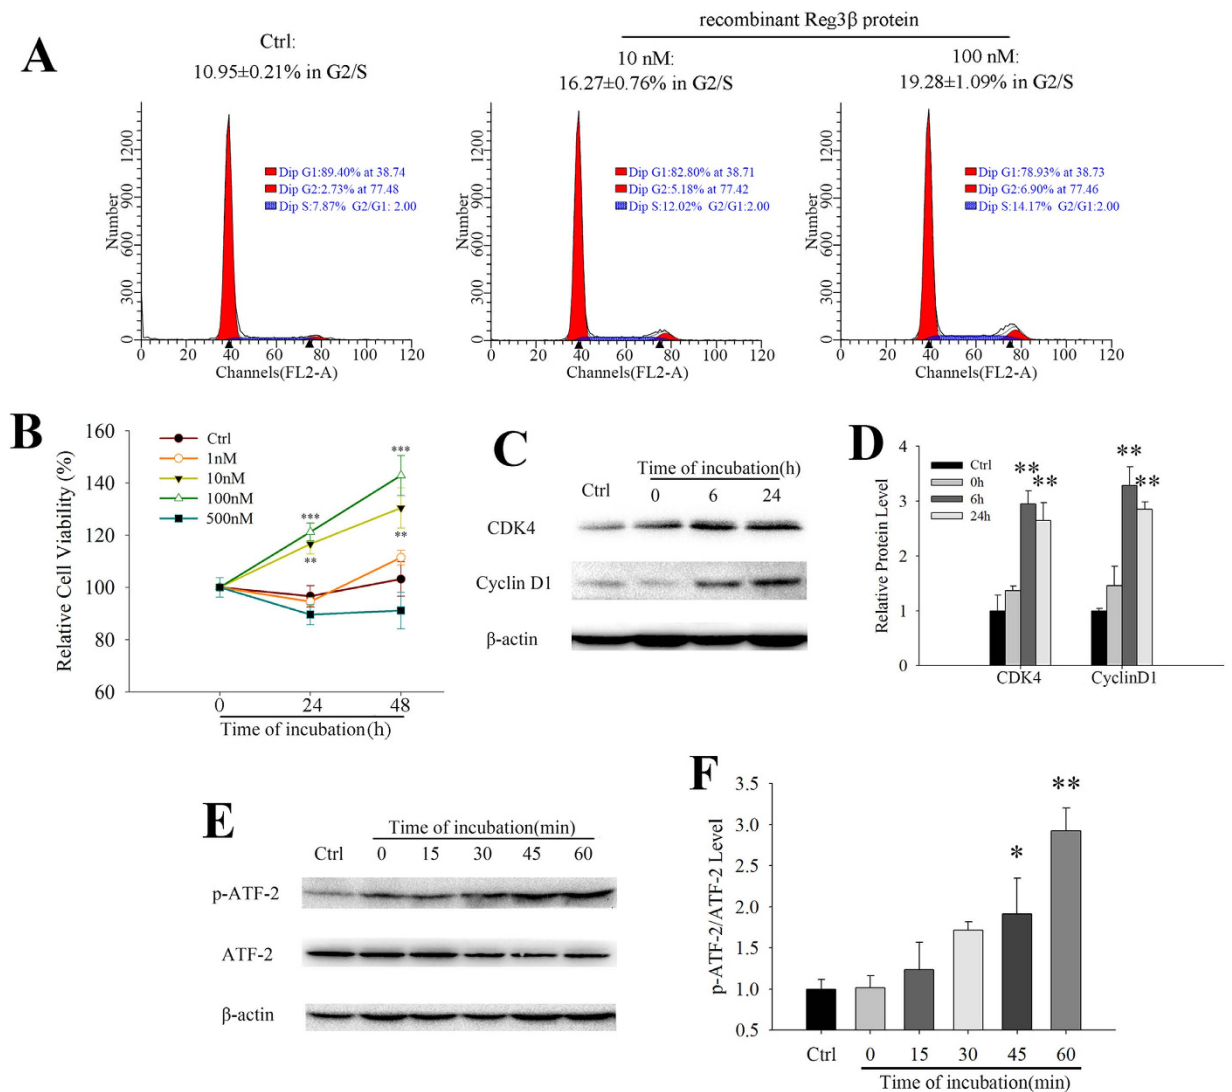 A
recombinant Reg3β protein
Ctrl:
10.95±0.21% in G2/S
10 nM:
16.27±0.76% in G2/S
100 nM:
19.28±1.09% in G2/S
Number
1200
900
600
300
0
Dip G1:89.40% at 38.74
Dip G2:2.73% at 77.48
Dip S:7.87% G2/G1: 2.00
0 20 40 60 80 100 120
Channels(FL2-A)
Number
1200
900
600
300
0
Dip G1:82.80% at 38.71
Dip G2:5.18% at 77.42
Dip S:12.02% G2/G1:2.00
0 20 40 60 80 100 120
Channels(FL2-A)
Number
1200
900
600
300
0
Dip G1:78.93% at 38.73
Dip G2:6.90% at 77.46
Dip S:14.17% G2/G1:2.00
0 20 40 60 80 100 120
Channels(FL2-A)
B
Relative Cell Viability (%)
160
140
120
100
80
60
Ctrl
1nM
10nM
100nM
500nM
***
**
***
**
0 24 48
Time of incubation(h)
C
Time of incubation(h)
Ctrl 0 6 24
CDK4
Cyclin D1
β-actin
D
Relative Protein Level
4
3
2
1
0
Ctrl
0h
6h
24h
** **
** **
CDK4 CyclinD1
E
Time of incubation(min)
Ctrl 0 15 30 45 60
p-ATF-2
ATF-2
β-actin
F
p-ATF-2/ATF-2 Level
3.5
3.0
2.5
2.0
1.5
1.0
0.5
*
**
Ctrl 0 15 30 45 60
Time of incubation(min)